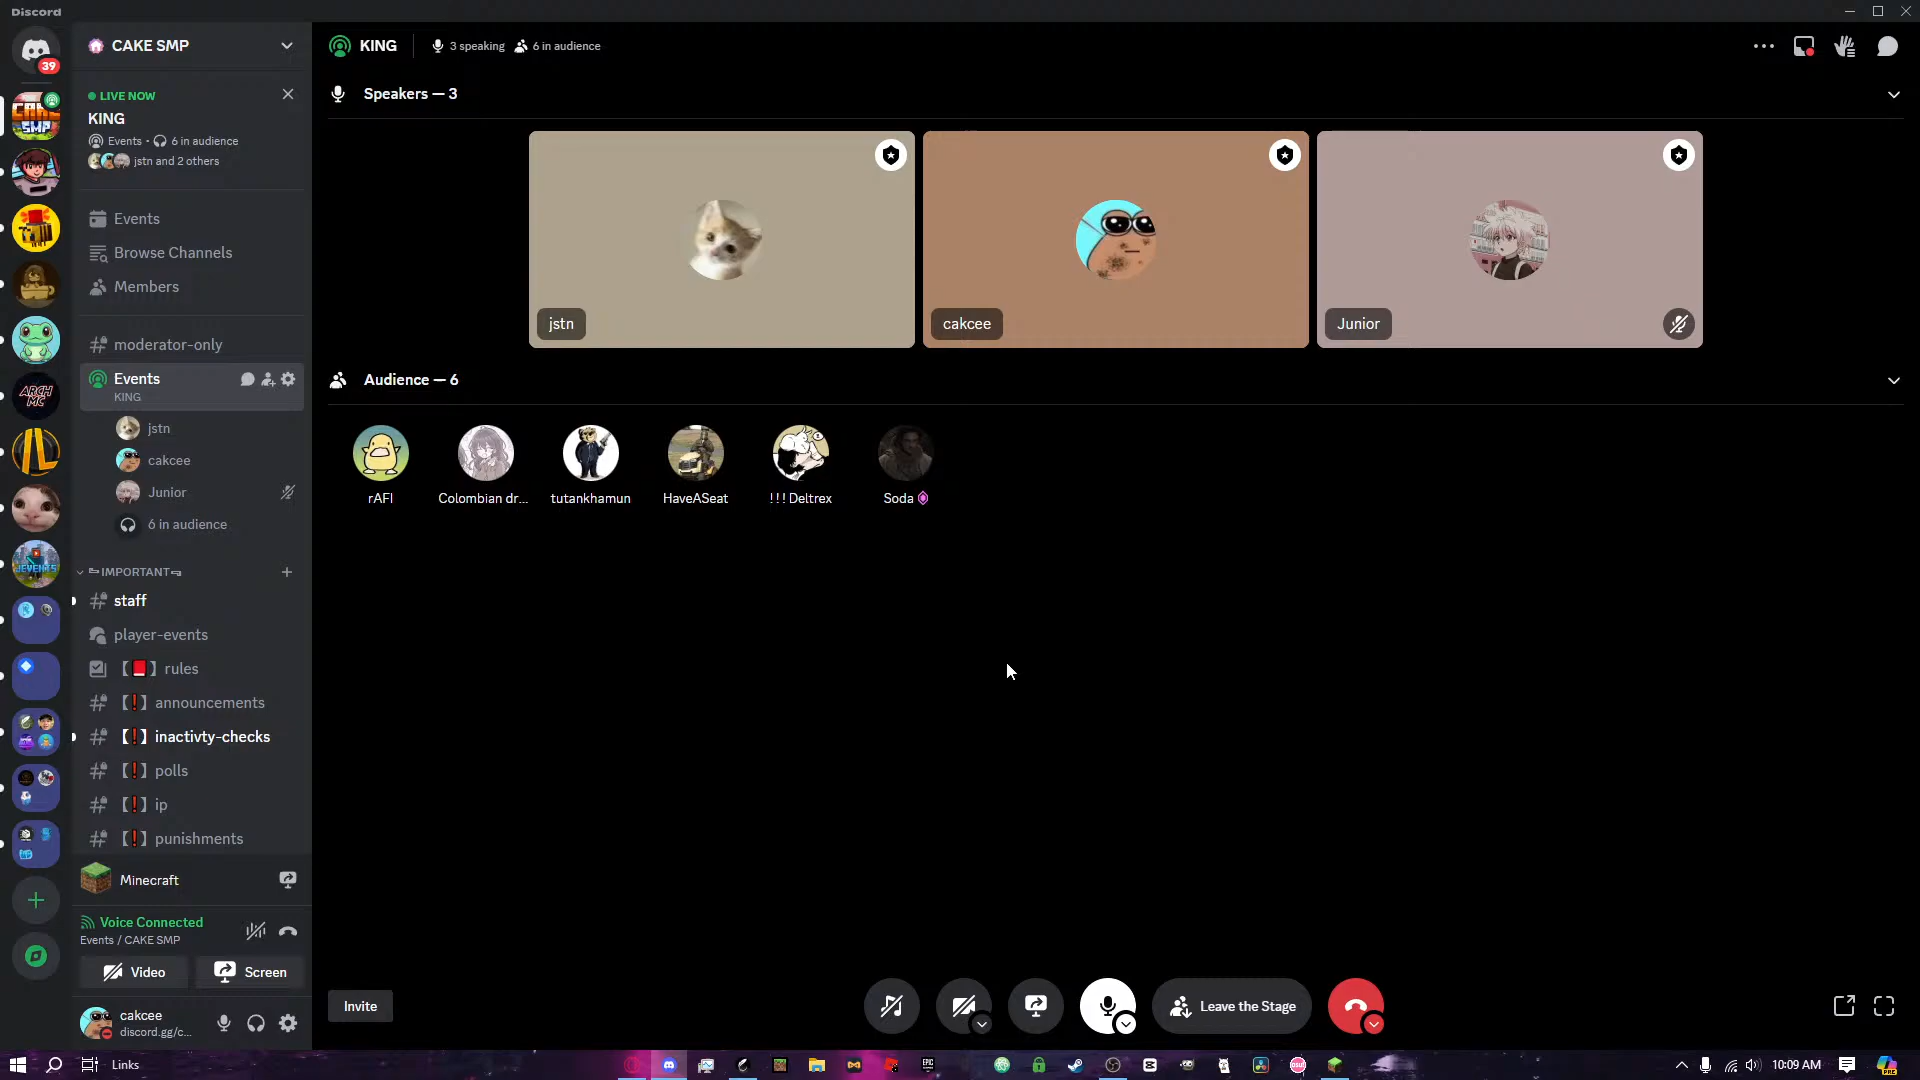 Discord
39
CAKE SMP
LIVE NOW
KING
Events • 6 in audience
jstn and 2 others
Events
Browse Channels
Members
moderator-only
Events
KING
jstn
cakcee
Junior
6 in audience
IMPORTANT
staff
player-events
【】 rules
【❗】 announcements
【❗】 inactivty-checks
【❗】 polls
【❗】 ip
【❗】 punishments
Minecraft
Voice Connected
Events / CAKE SMP
Video
Screen
cakcee
discord.gg/c...
KING
3 speaking
6 in audience
Speakers — 3
jstn
cakcee
Junior
Audience — 6
rAFI
Colombian dr...
tutankhamun
HaveASeat
!!! Deltrex
Soda
Invite
Leave the Stage
Links
10:09 AM